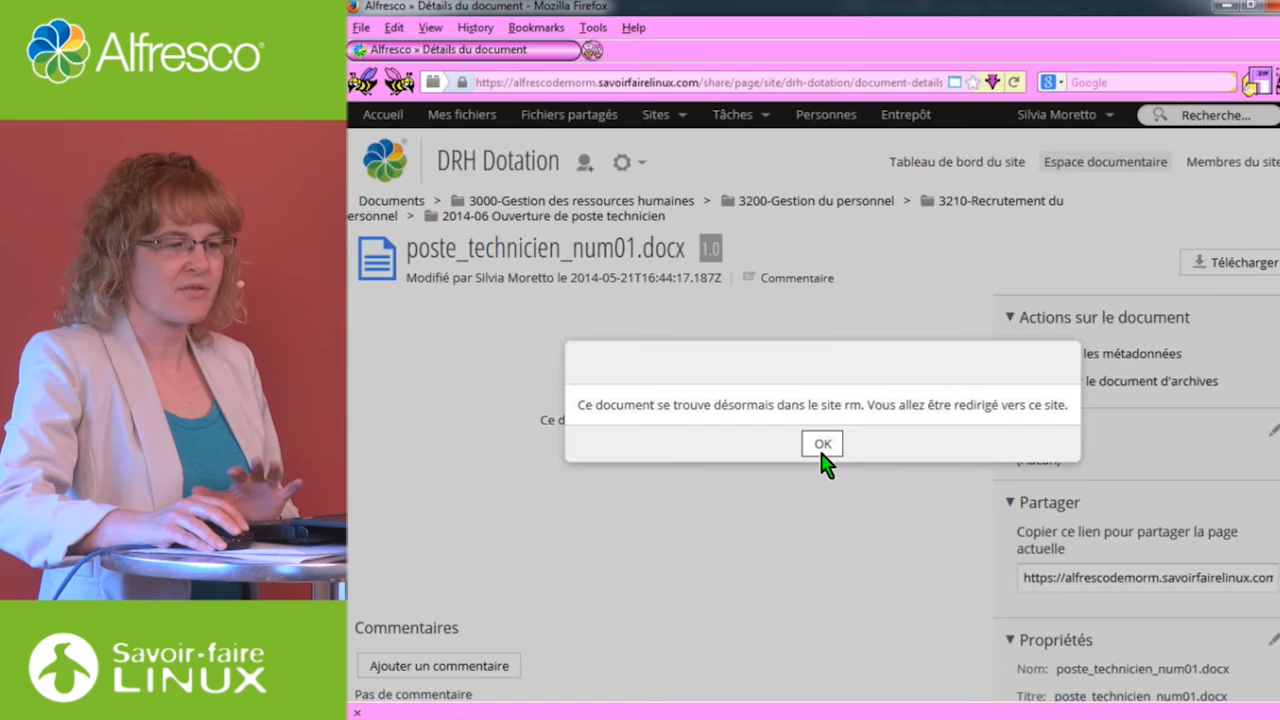 Alfresco
Alfresco » Détails du document - Mozilla Firefox
File Edit View History Bookmarks Tools Help
Alfresco » Détails du document
https://alfrescodemorm.savoirfairelinux.com/share/page/site/drh-dotation/document-details
Google
Accueil Mes fichiers Fichiers partagés Sites Tâches Personnes Entrepôt Silvia Moretto Recherche...
DRH Dotation
Tableau de bord du site Espace documentaire Membres du site
Documents > 3000-Gestion des ressources humaines > 3200-Gestion du personnel > 3210-Recrutement du
ersonnel > 2014-06 Ouverture de poste technicien
poste_technicien_num01.docx 1.0
Modifié par Silvia Moretto le 2014-05-21T16:44:17.187Z Commentaire
Télécharger
Actions sur le document
les métadonnées
le document d'archives
Ce d
Ce document se trouve désormais dans le site rm. Vous allez être redirigé vers ce site.
OK
Partager
Copier ce lien pour partager la page
actuelle
https://alfrescodemorm.savoirfairelinux.com
Commentaires
Ajouter un commentaire
Pas de commentaire
Propriétés
Nom: poste_technicien_num01.docx
Titre: poste_technicien_num01.docx
Savoir-faire
LINUX